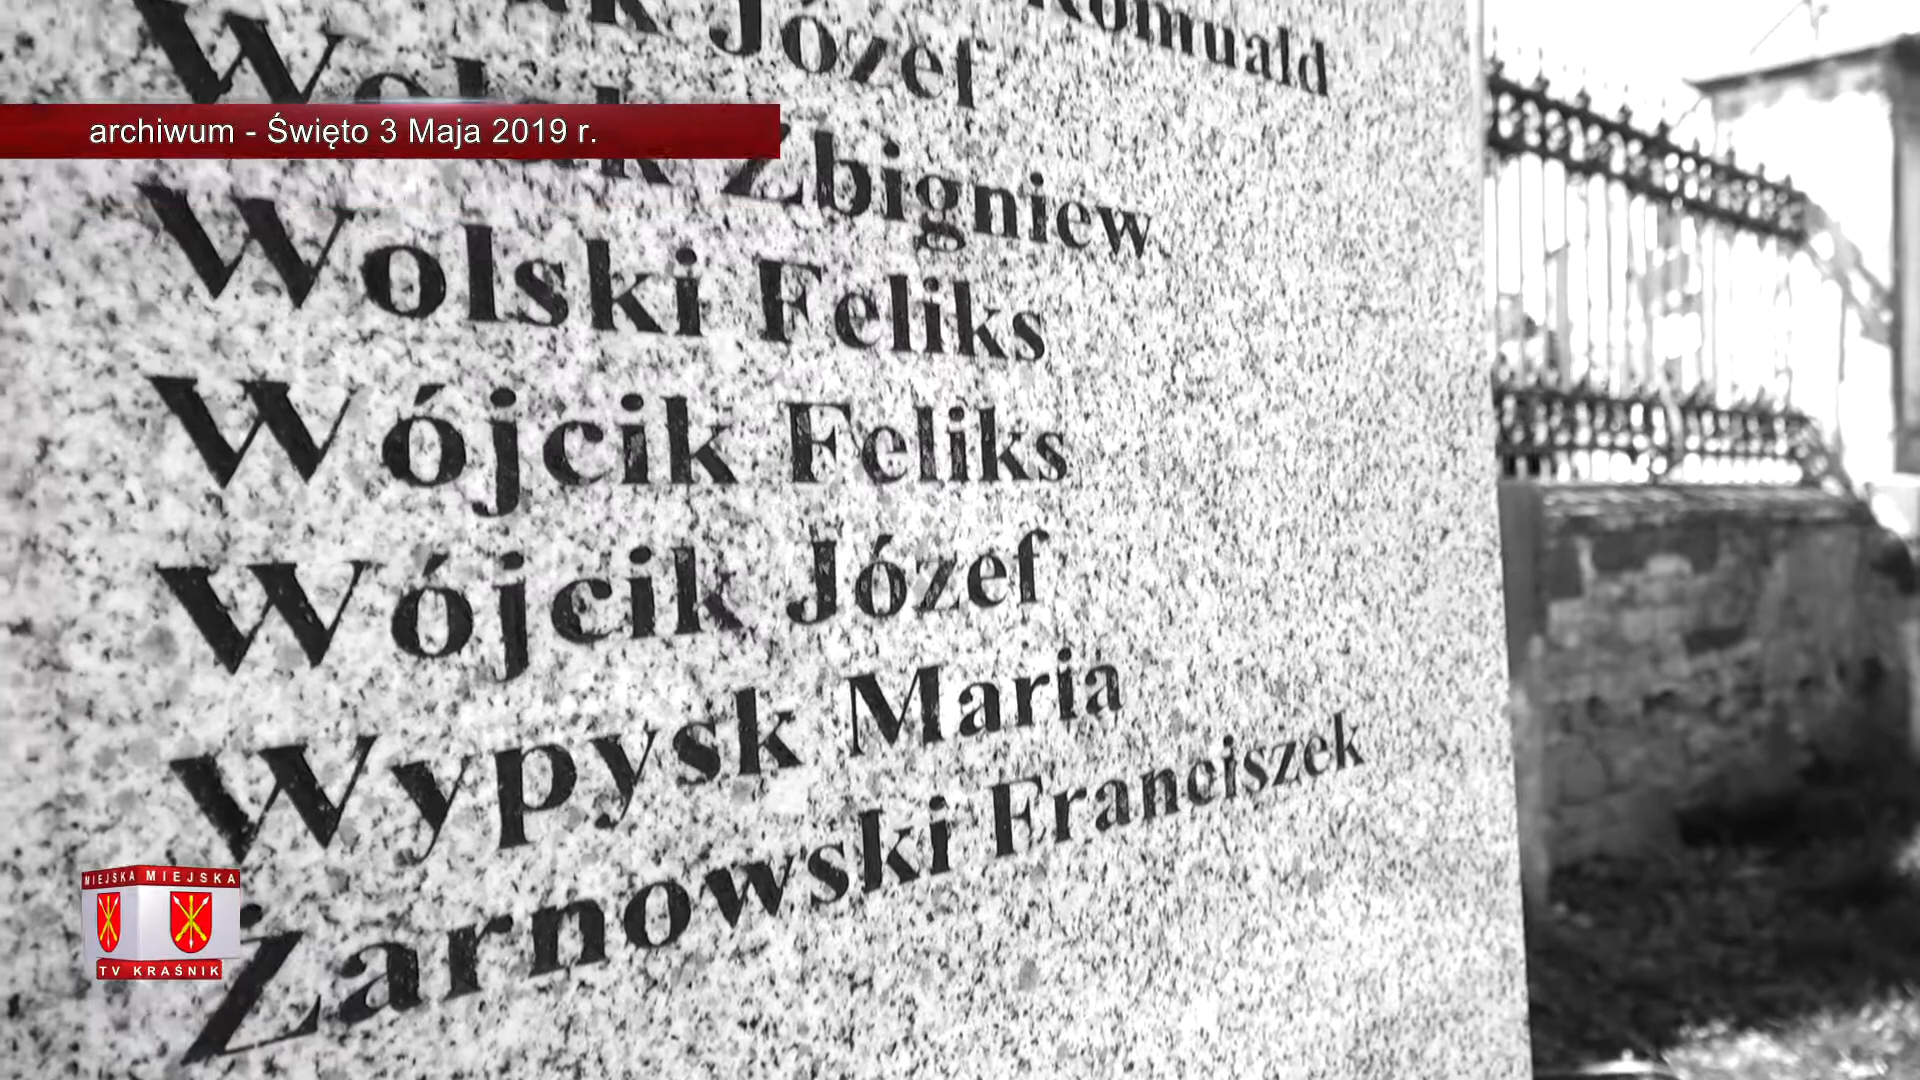 Romuald
Józef
archiwum - Święto 3 Maja 2019 r.
Zbigniew
Wolski Feliks
Wójcik Feliks
Wójcik Józef
Wypysk Maria
Żarnowski Franciszek
MIEJSKA MIEJSKA
TV KRAŚNIK